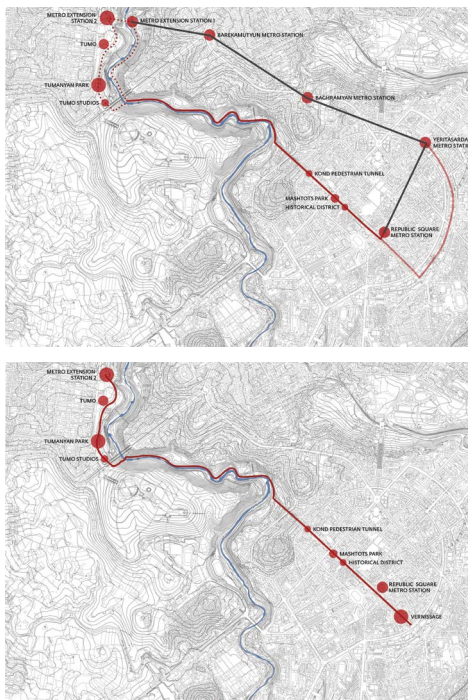 METRO EXTENSION
STATION 2
METRO EXTENSION STATION 1
BAREKAMUTYUN METRO STATION
TUMO
TUMANYAN PARK
TUMO STUDIOS
BAGHRAMYAN METRO STATION
YERITASARDA
METRO STATI
KOND PEDESTRIAN TUNNEL
MASHTOTS PARK
HISTORICAL DISTRICT
REPUBLIC SQUARE
METRO STATION
METRO EXTENSION
STATION 2
TUMO
TUMANYAN PARK
TUMO STUDIOS
KOND PEDESTRIAN TUNNEL
MASHTOTS PARK
HISTORICAL DISTRICT
REPUBLIC SQUARE
METRO STATION
VERNISSAGE